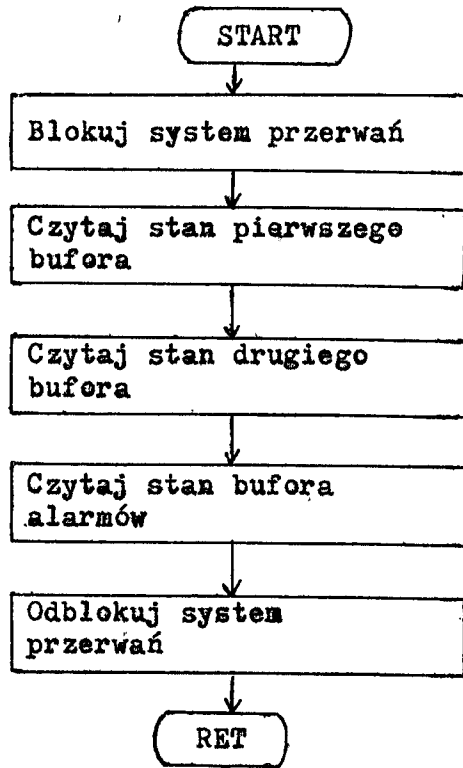 START
Blokuj system przerwań
Czytaj stan pierwszego
bufora
Czytaj stan drugiego
bufora
Czytaj stan bufora
alarmów
Odblokuj system
przerwań
RET